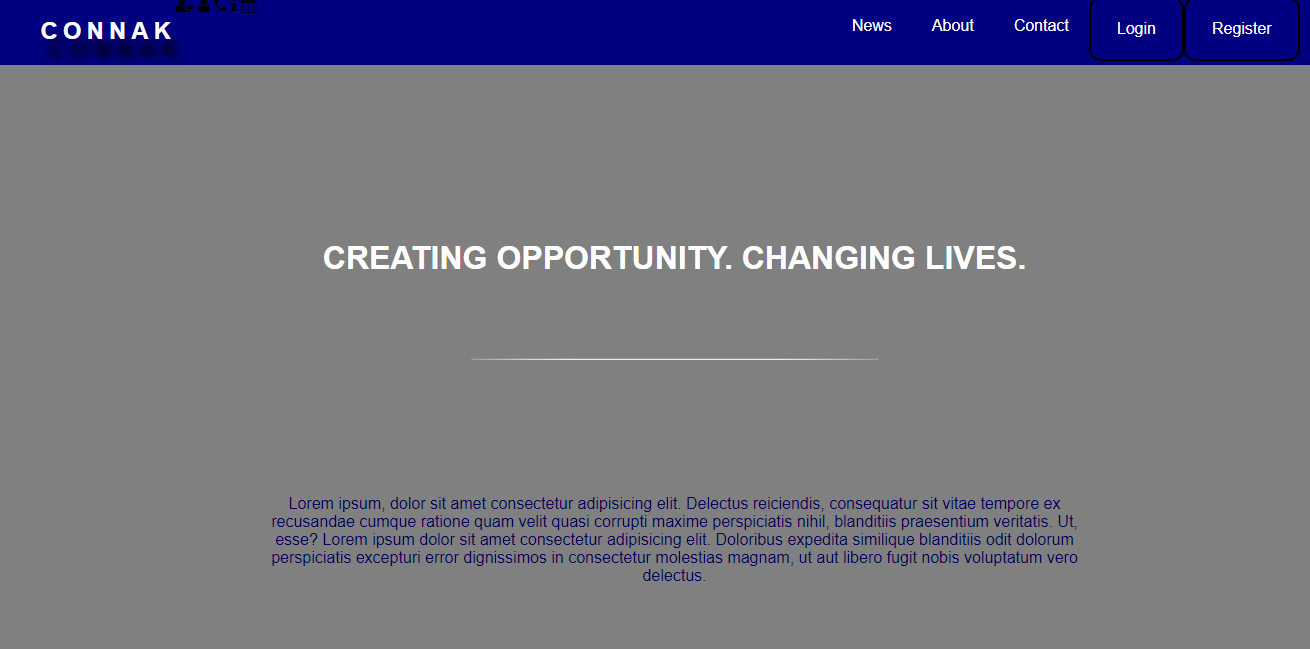 CONNAK
News
About
Contact
Login
Register
CREATING OPPORTUNITY. CHANGING LIVES.
Lorem ipsum, dolor sit amet consectetur adipisicing elit. Delectus reiciendis, consequatur sit vitae tempore ex
recusandae cumque ratione quam velit quasi corrupti maxime perspiciatis nihil, blanditiis praesentium veritatis. Ut,
esse? Lorem ipsum dolor sit amet consectetur adipisicing elit. Doloribus expedita similique blanditiis odit dolorum
perspiciatis excepturi error dignissimos in consectetur molestias magnam, ut aut libero fugit nobis voluptatum vero
delectus.